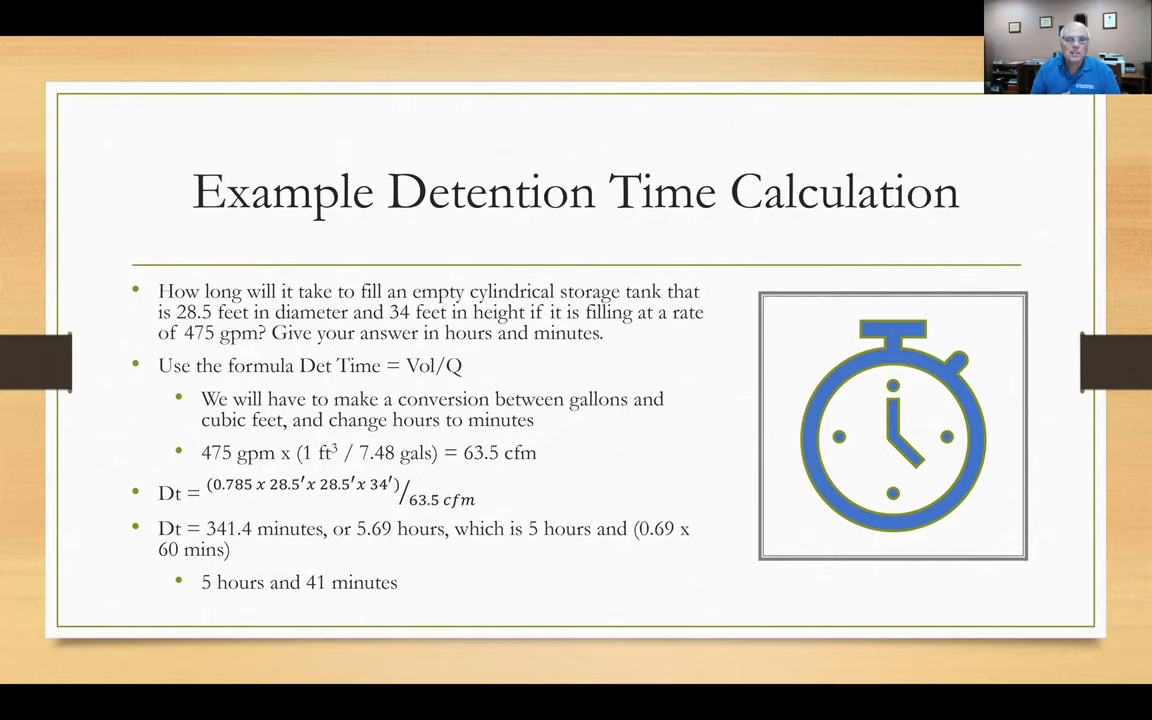 Example Detention Time Calculation
• How long will it take to fill an empty cylindrical storage tank that
is 28.5 feet in diameter and 34 feet in height if it is filling at a rate
of 475 gpm? Give your answer in hours and minutes.
• Use the formula Det Time = Vol/Q
• We will have to make a conversion between gallons and
cubic feet, and change hours to minutes
• 475 gpm x (1 ft³ / 7.48 gals) = 63.5 cfm
• Dt = (0.785 x 28.5′x 28.5′x 34′)/63.5 cfm
• Dt = 341.4 minutes, or 5.69 hours, which is 5 hours and (0.69 x
60 mins)
• 5 hours and 41 minutes